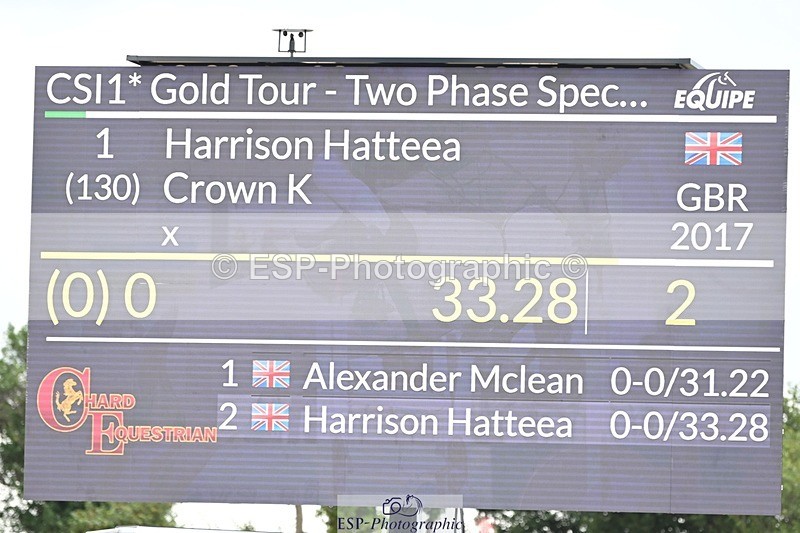 CSI1* Gold Tour - Two Phase Spec...
EQUIPE
1 Harrison Hatteea
(130) Crown K GBR
x 2017
© ESP-Photographic ©
(0) 0 33.28 2
CHARD
EQUESTRIAN
1 Alexander Mclean 0-0/31.22
2 Harrison Hatteea 0-0/33.28
ESP-Photographic